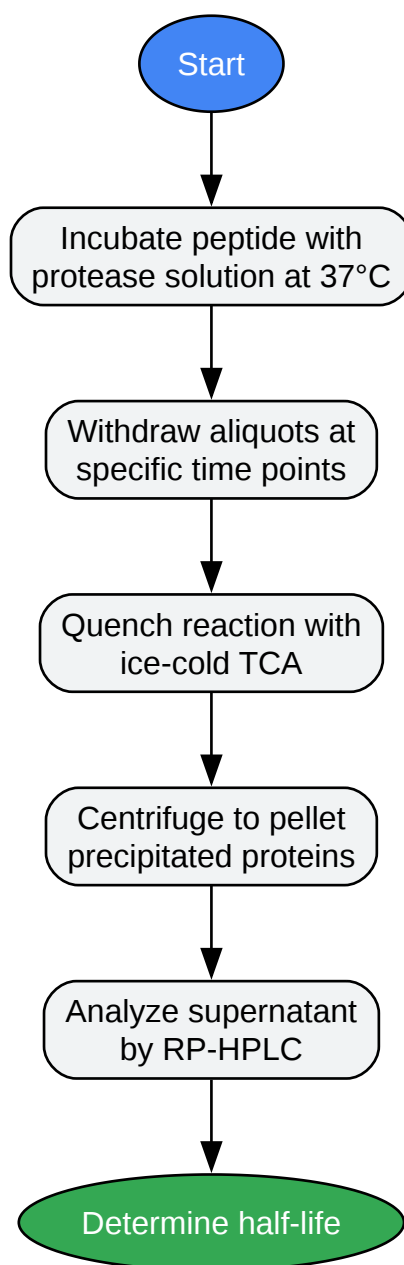 Start
Incubate peptide with
protease solution at 37°C
Withdraw aliquots at
specific time points
Quench reaction with
ice-cold TCA
Centrifuge to pellet
precipitated proteins
Analyze supernatant
by RP-HPLC
Determine half-life